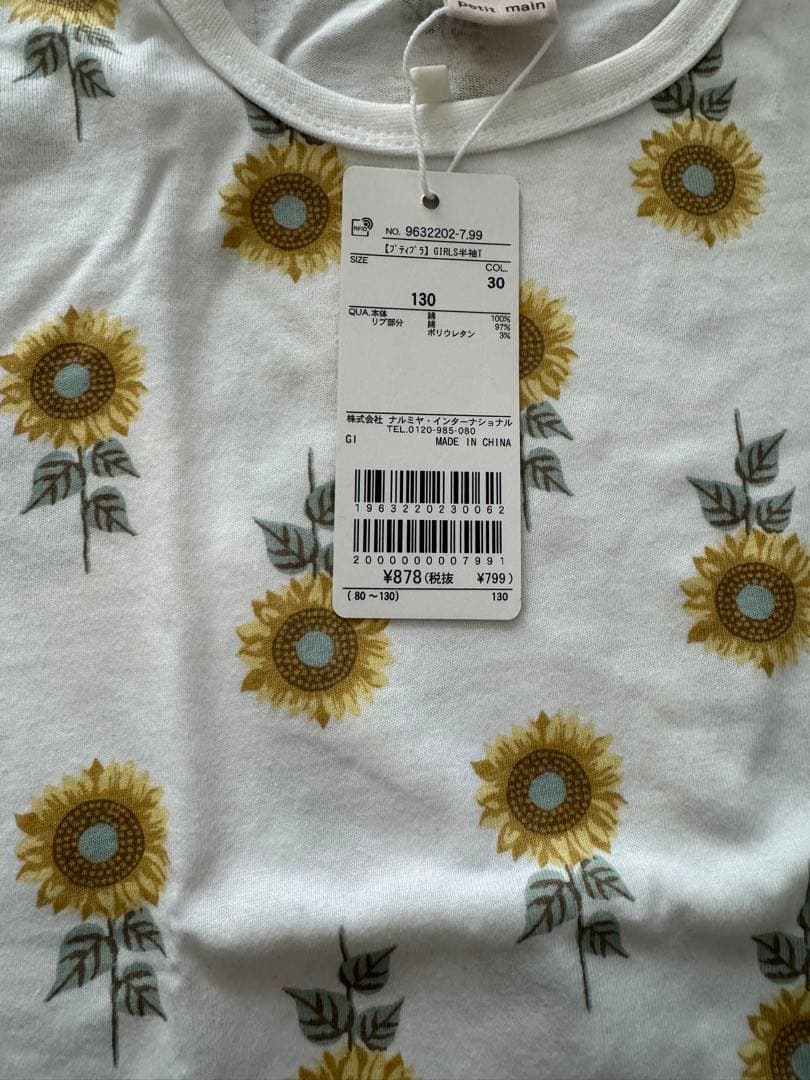 petit main
RFID
NO. 9632202-7.99
【ﾌﾟﾃｨﾌﾟﾗ】GIRLS半袖T
SIZE COL.
30
130
QUA.本体 綿 100%
リブ部分 綿 97%
ポリウレタン 3%
株式会社 ナルミヤ・インターナショナル
TEL.0120-985-080
GI MADE IN CHINA
1963220230062
2000000007991
¥878(税抜 ¥799)
(80～130) 130